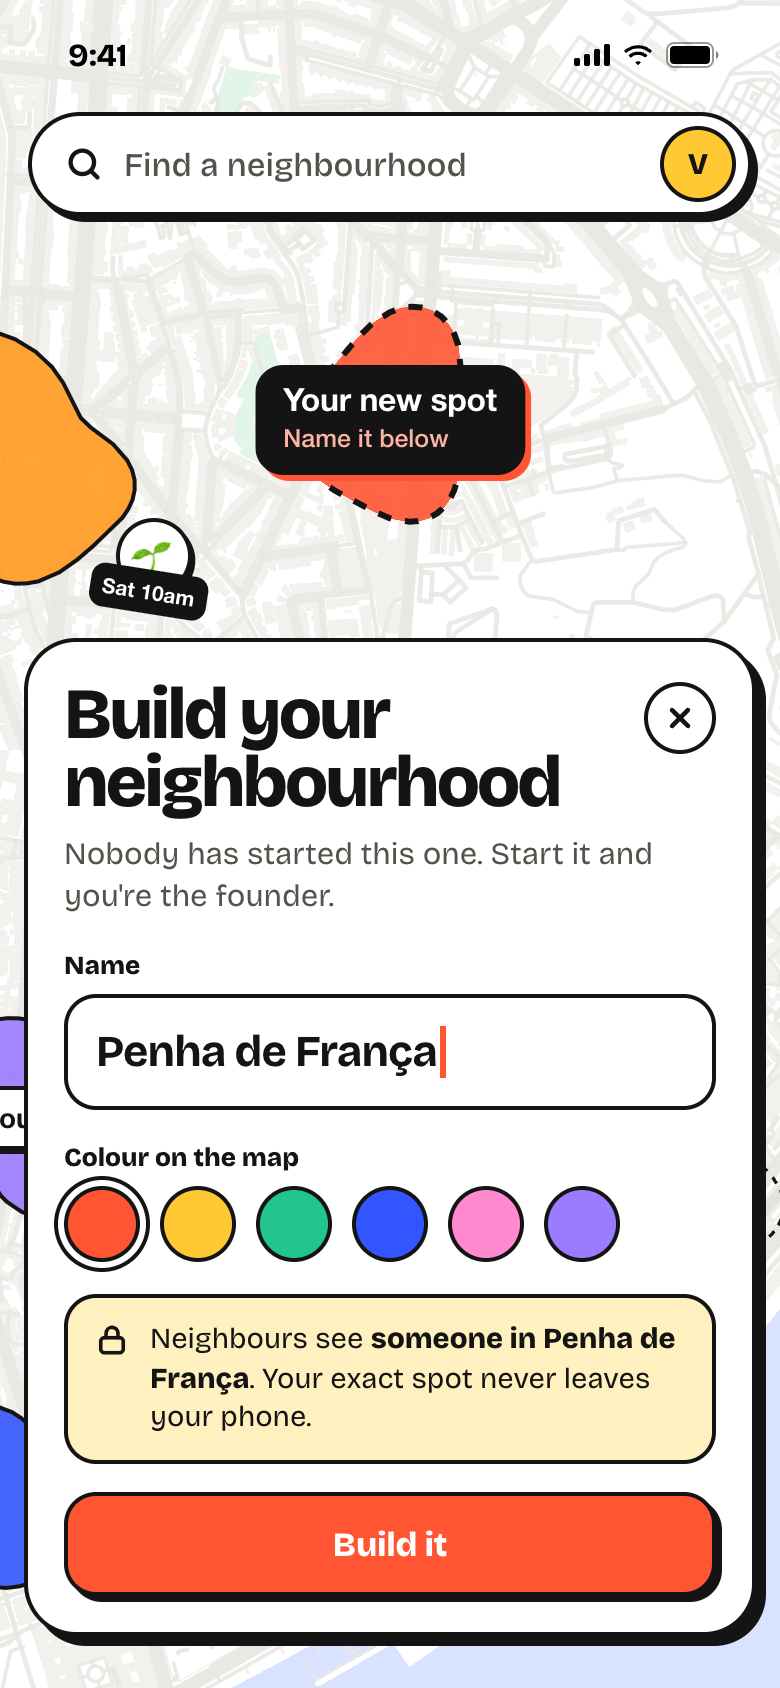 9:41
Find a neighbourhood
V
Your new spot
Name it below
Sat 10am
Build your
neighbourhood
Nobody has started this one. Start it and
you're the founder.
Name
Penha de França
ou
Colour on the map
Neighbours see someone in Penha de
França. Your exact spot never leaves
your phone.
Build it